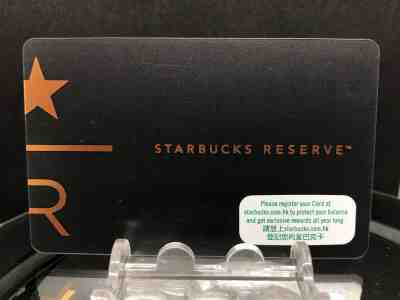 STARBUCKS RESERVE™
R
Please register your Card at
starbucks.com.hk to protect your balance
and get exclusive rewards all year long
請登上starbucks.com.hk
登記您的星巴克卡